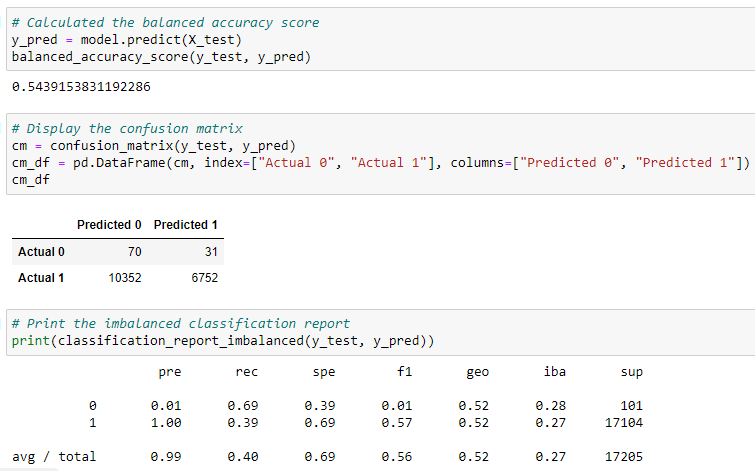 # Calculated the balanced accuracy score
y_pred = model.predict(X_test)
balanced_accuracy_score(y_test, y_pred)
0.5439153831192286
# Display the confusion matrix
cm = confusion_matrix(y_test, y_pred)
cm_df = pd.DataFrame(cm, index=["Actual 0", "Actual 1"], columns=["Predicted 0", "Predicted 1"])
cm_df
Predicted 0 Predicted 1
Actual 0 70 31
Actual 1 10352 6752
# Print the imbalanced classification report
print(classification_report_imbalanced(y_test, y_pred))
pre rec spe f1 geo iba sup
0 0.01 0.69 0.39 0.01 0.52 0.28 101
1 1.00 0.39 0.69 0.57 0.52 0.27 17104
avg / total 0.99 0.40 0.69 0.56 0.52 0.27 17205